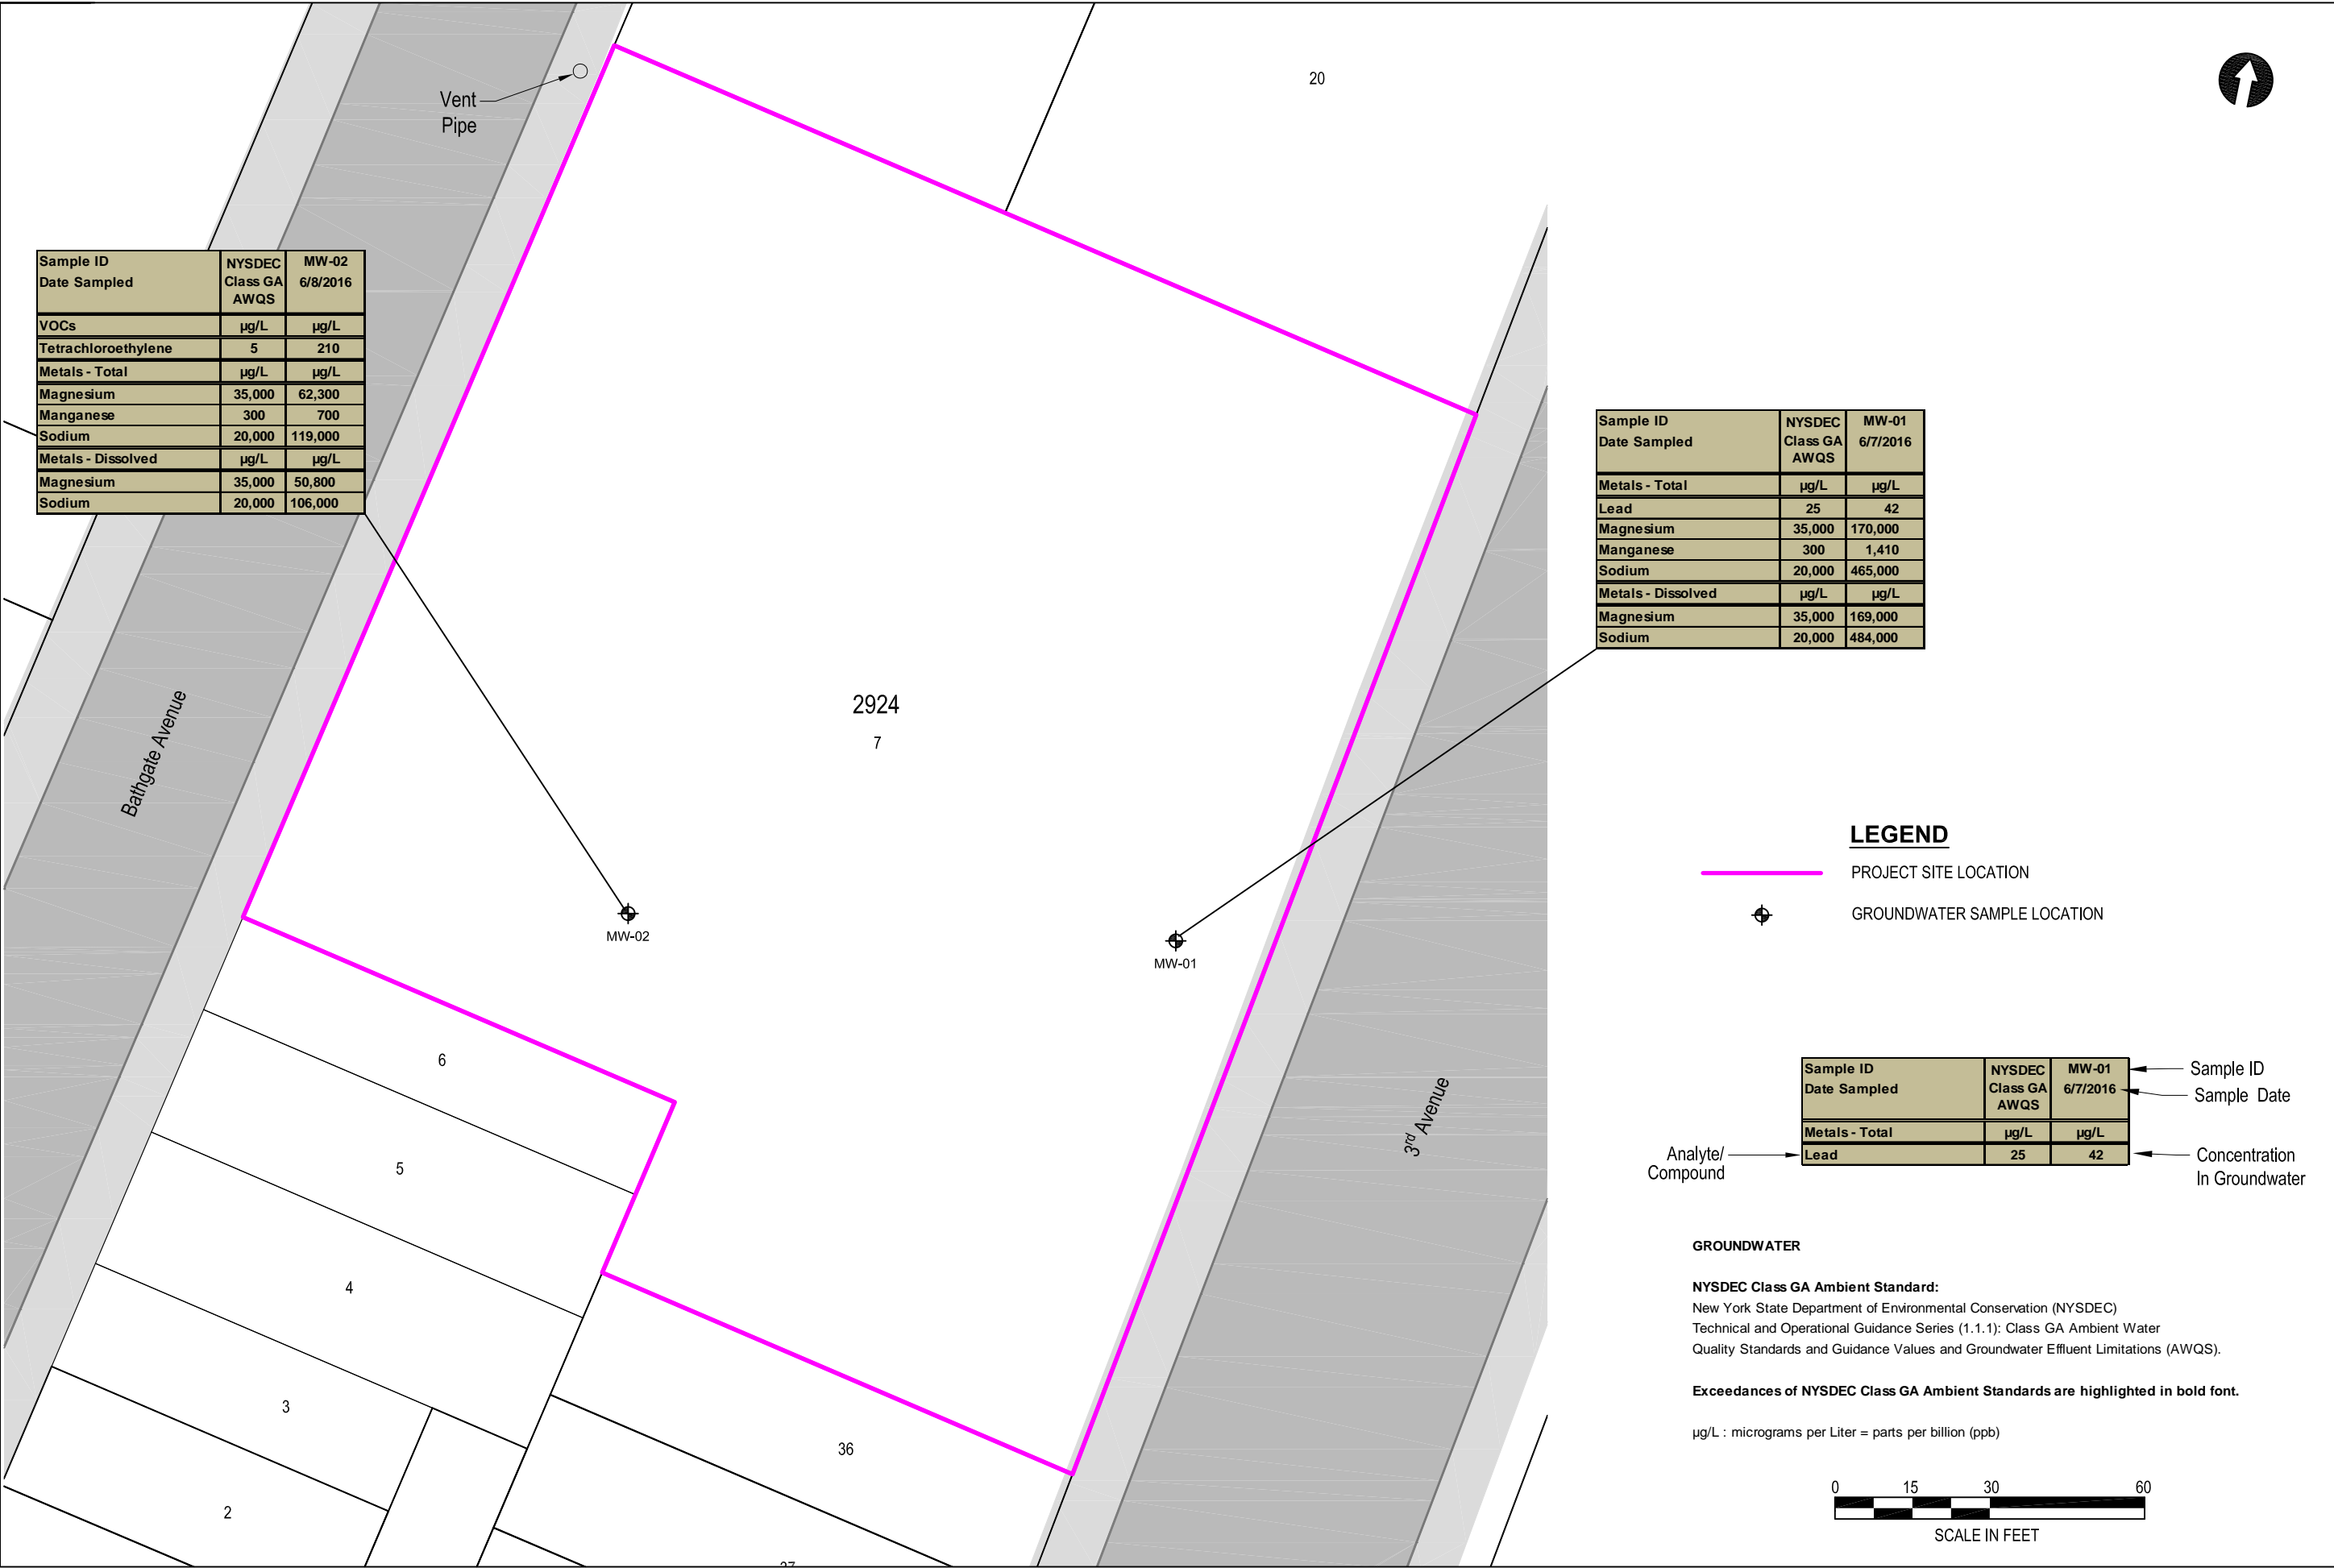 20
Vent
Pipe
Sample ID NYSDEC MW-02
Date Sampled Class GA 6/8/2016
AWQS
VOCs µg/L µg/L
Tetrachloroethylene 5 210
Metals - Total µg/L µg/L
Magnesium 35,000 62,300
Manganese 300 700
Sodium 20,000 119,000
Metals - Dissolved µg/L µg/L
Magnesium 35,000 50,800
Sodium 20,000 106,000
Sample ID NYSDEC MW-01
Date Sampled Class GA 6/7/2016
AWQS
Metals - Total µg/L µg/L
Lead 25 42
Magnesium 35,000 170,000
Manganese 300 1,410
Sodium 20,000 465,000
Metals - Dissolved µg/L µg/L
Magnesium 35,000 169,000
Sodium 20,000 484,000
Bathgate Avenue
2924
7
MW-02
MW-01
3rd Avenue
6
5
4
3
2
36
LEGEND
PROJECT SITE LOCATION
GROUNDWATER SAMPLE LOCATION
Sample ID NYSDEC MW-01
Date Sampled Class GA 6/7/2016
AWQS
Metals - Total µg/L µg/L
Lead 25 42
Sample ID
Sample Date
Analyte/
Compound
Concentration
In Groundwater
GROUNDWATER
NYSDEC Class GA Ambient Standard:
New York State Department of Environmental Conservation (NYSDEC)
Technical and Operational Guidance Series (1.1.1): Class GA Ambient Water
Quality Standards and Guidance Values and Groundwater Effluent Limitations (AWQS).
Exceedances of NYSDEC Class GA Ambient Standards are highlighted in bold font.
µg/L : micrograms per Liter = parts per billion (ppb)
0 15 30 60
SCALE IN FEET